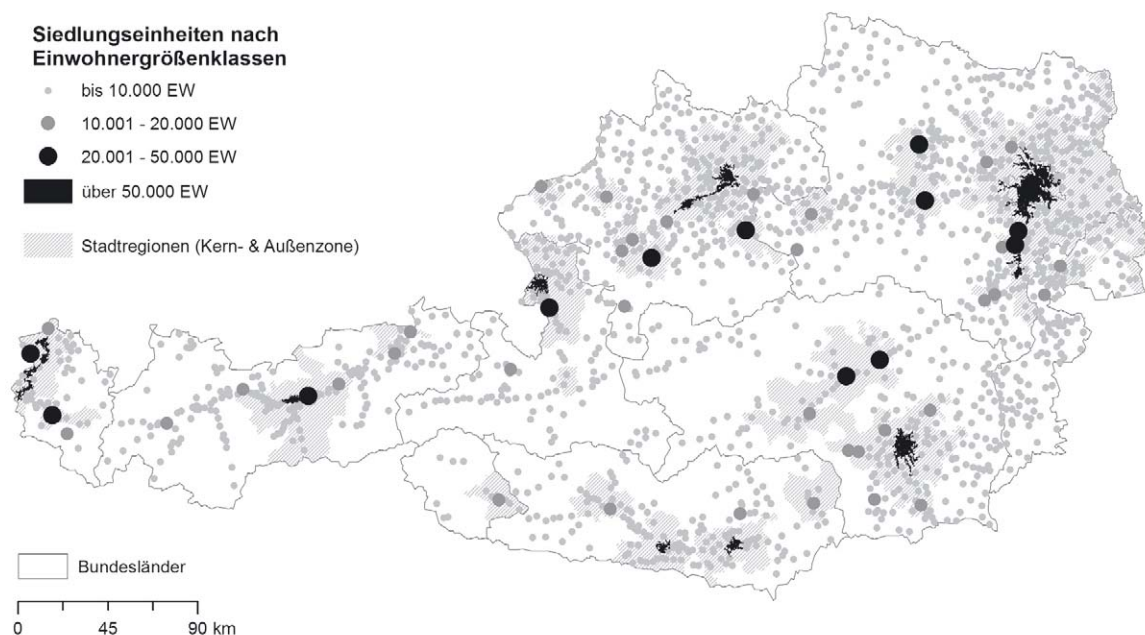 Siedlungseinheiten nach
Einwohnergrößenklassen
bis 10.000 EW
10.001 - 20.000 EW
20.001 - 50.000 EW
über 50.000 EW
Stadtregionen (Kern- & Außenzone)
Bundesländer
0 45 90 km